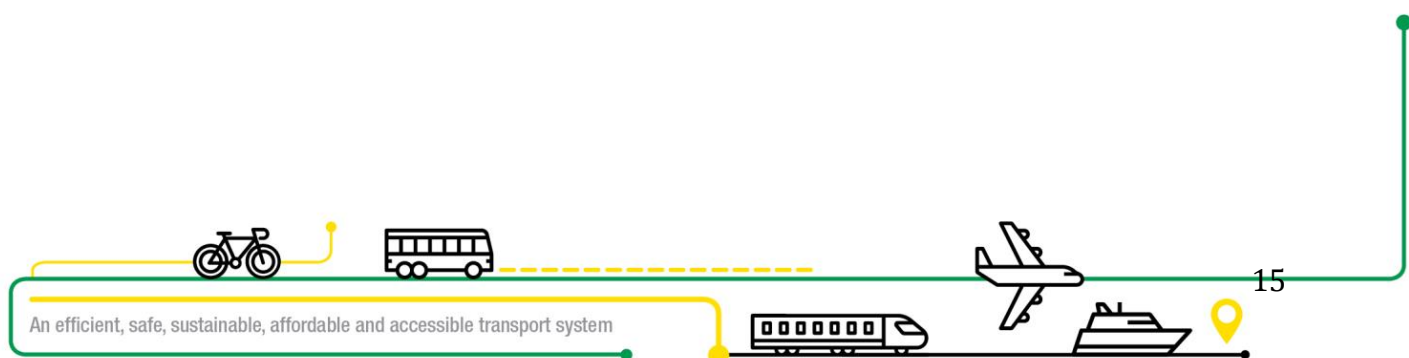 15
An efficient, safe, sustainable, affordable and accessible transport system